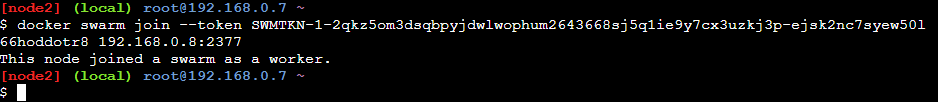 [node2] (local) root@192.168.0.7 ~
$ docker swarm join --token SWMTKN-1-2qkz5om3dsqbpyjdwlwophum2643668sj5q1ie9y7cx3uzkj3p-ejsk2nc7syew50l
66hoddotr8 192.168.0.8:2377
This node joined a swarm as a worker.
[node2] (local) root@192.168.0.7 ~
$